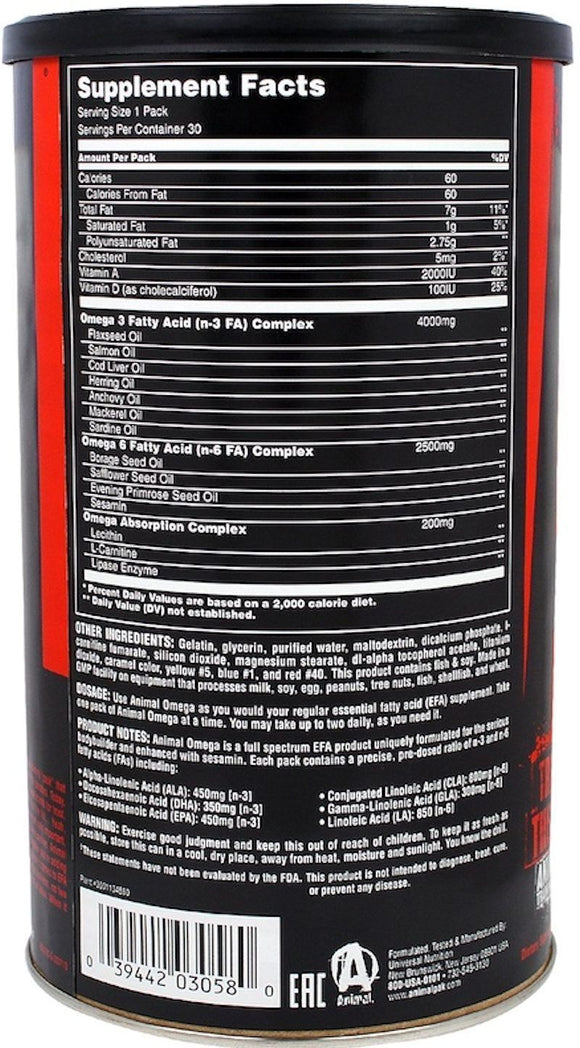 Supplement Facts
Serving Size 1 Pack
Servings Per Container 30
Amount Per Pack %DV
Calories 60
Calories From Fat 60
Total Fat 7g 11%*
Saturated Fat 1g 5%*
Polyunsaturated Fat 2.75g **
Cholesterol 5mg 2%*
Vitamin A 2000IU 40%
Vitamin D (as cholecalciferol) 100IU 25%
Omega 3 Fatty Acid (n-3 FA) Complex 4000mg
Flaxseed Oil **
Salmon Oil **
Cod Liver Oil **
Herring Oil **
Anchovy Oil **
Mackerel Oil **
Sardine Oil **
Omega 6 Fatty Acid (n-6 FA) Complex 2500mg
Borage Seed Oil **
Safflower Seed Oil **
Evening Primrose Seed Oil **
Sesamin **
Omega Absorption Complex 200mg
Lecithin **
L-Carnitine **
Lipase Enzyme **
* Percent Daily Values are based on a 2,000 calorie diet.
** Daily Value (DV) not established.
OTHER INGREDIENTS: Gelatin, glycerin, purified water, maltodextrin, dicalcium phosphate, l-
carnitine fumarate, silicon dioxide, magnesium stearate, dl-alpha tocopherol acetate, titanium
dioxide, caramel color, yellow #5, blue #1, and red #40. This product contains fish & soy. Made in a
GMP facility on equipment that processes milk, soy, egg, peanuts, tree nuts, fish, shellfish, and wheat.
DOSAGE: Use Animal Omega as you would your regular essential fatty acid (EFA) supplement. Take
one pack of Animal Omega at a time. You may take up to two daily, as you need it.
PRODUCT NOTES: Animal Omega is a full spectrum EFA product uniquely formulated for the serious
bodybuilder and enhanced with sesamin. Each pack contains a precise, pre-dosed ratio of n-3 and n-6
fatty acids (FAs) including:
• Alpha-Linolenic Acid (ALA): 450mg [n-3]
• Docosahexaenoic Acid (DHA): 350mg [n-3]
• Eicosapentaenoic Acid (EPA): 450mg [n-3]
• Conjugated Linoleic Acid (CLA): 600mg [n-6]
• Gamma-Linolenic Acid (GLA): 300mg [n-6]
• Linoleic Acid (LA): 850 [n-6]
WARNING: Exercise good judgment and keep this out of reach of children. To keep it as fresh as
possible, store this can in a cool, dry place, away from heat, moisture and sunlight. You know the drill.
*These statements have not been evaluated by the FDA. This product is not intended to diagnose, treat, cure,
or prevent any disease.
0 39442 03058 0
EAC
A
Animal.
Formulated, Tested & Manufactured By:
Universal Nutrition
New Brunswick, New Jersey 08901 USA
800-USA-0101 • 732-545-3130
www.animalpak.com